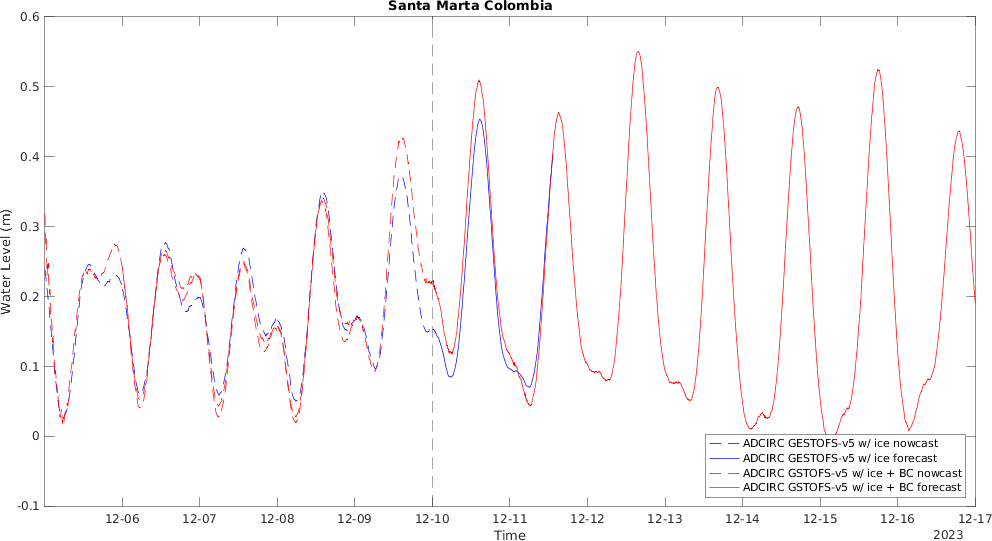 Santa Marta Colombia
0.6
0.5
0.4
0.3
0.2
0.1
0
-0.1
Water Level (m)
12-06 12-07 12-08 12-09 12-10 12-11 12-12 12-13 12-14 12-15 12-16 12-17
Time
2023
ADCIRC GESTOFS-v5 w/ ice nowcast
ADCIRC GESTOFS-v5 w/ ice forecast
ADCIRC GSTOFS-v5 w/ ice + BC nowcast
ADCIRC GSTOFS-v5 w/ ice + BC forecast